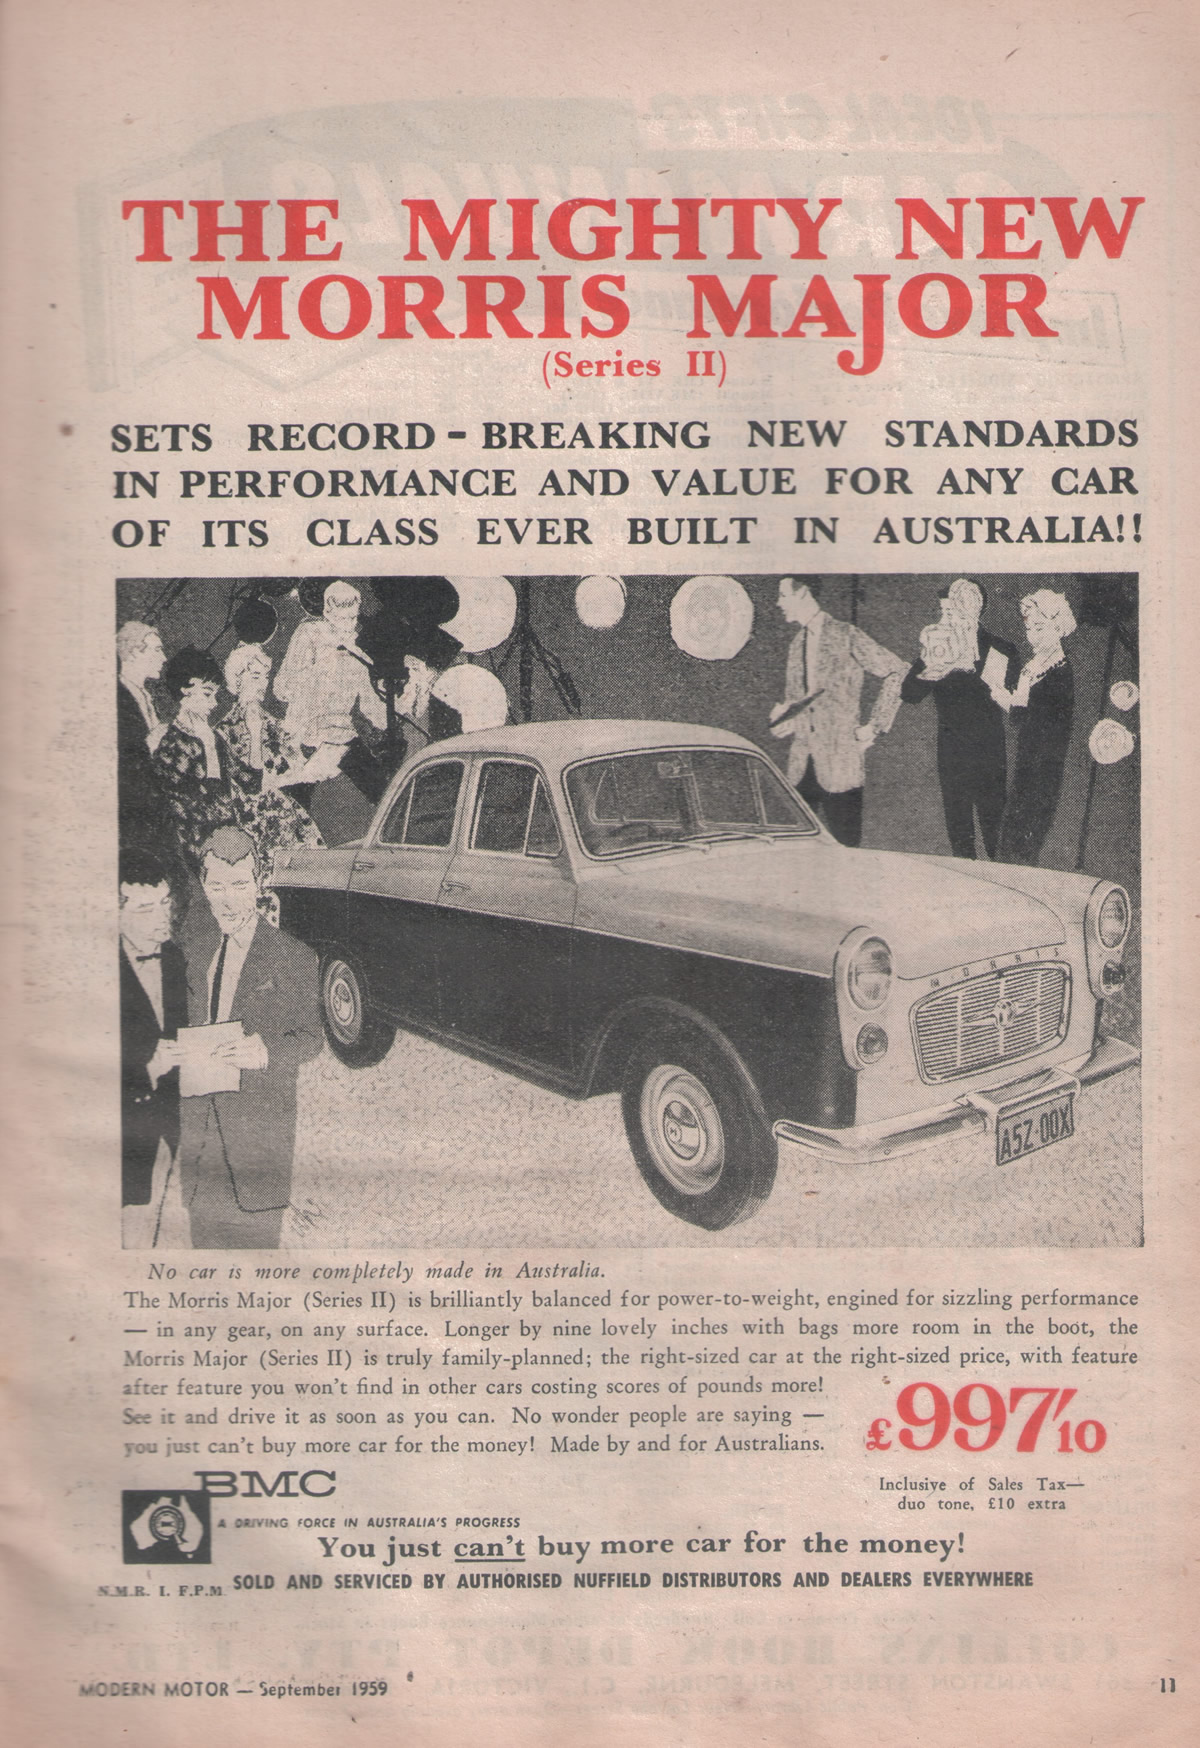 THE MIGHTY NEW
MORRIS MAJOR
(Series II)
SETS RECORD - BREAKING NEW STANDARDS
IN PERFORMANCE AND VALUE FOR ANY CAR
OF ITS CLASS EVER BUILT IN AUSTRALIA!!
MORRIS
ASZ·00X
No car is more completely made in Australia.
The Morris Major (Series II) is brilliantly balanced for power-to-weight, engined for sizzling performance
— in any gear, on any surface. Longer by nine lovely inches with bags more room in the boot, the
Morris Major (Series II) is truly family-planned; the right-sized car at the right-sized price, with feature
after feature you won't find in other cars costing scores of pounds more!
See it and drive it as soon as you can. No wonder people are saying —
you just can't buy more car for the money! Made by and for Australians.
£997/10
Inclusive of Sales Tax—
duo tone, £10 extra
BMC
A DRIVING FORCE IN AUSTRALIA'S PROGRESS
You just can't buy more car for the money!
N.M.B. 1. F.P.M
SOLD AND SERVICED BY AUTHORISED NUFFIELD DISTRIBUTORS AND DEALERS EVERYWHERE
MODERN MOTOR — September 1959
11